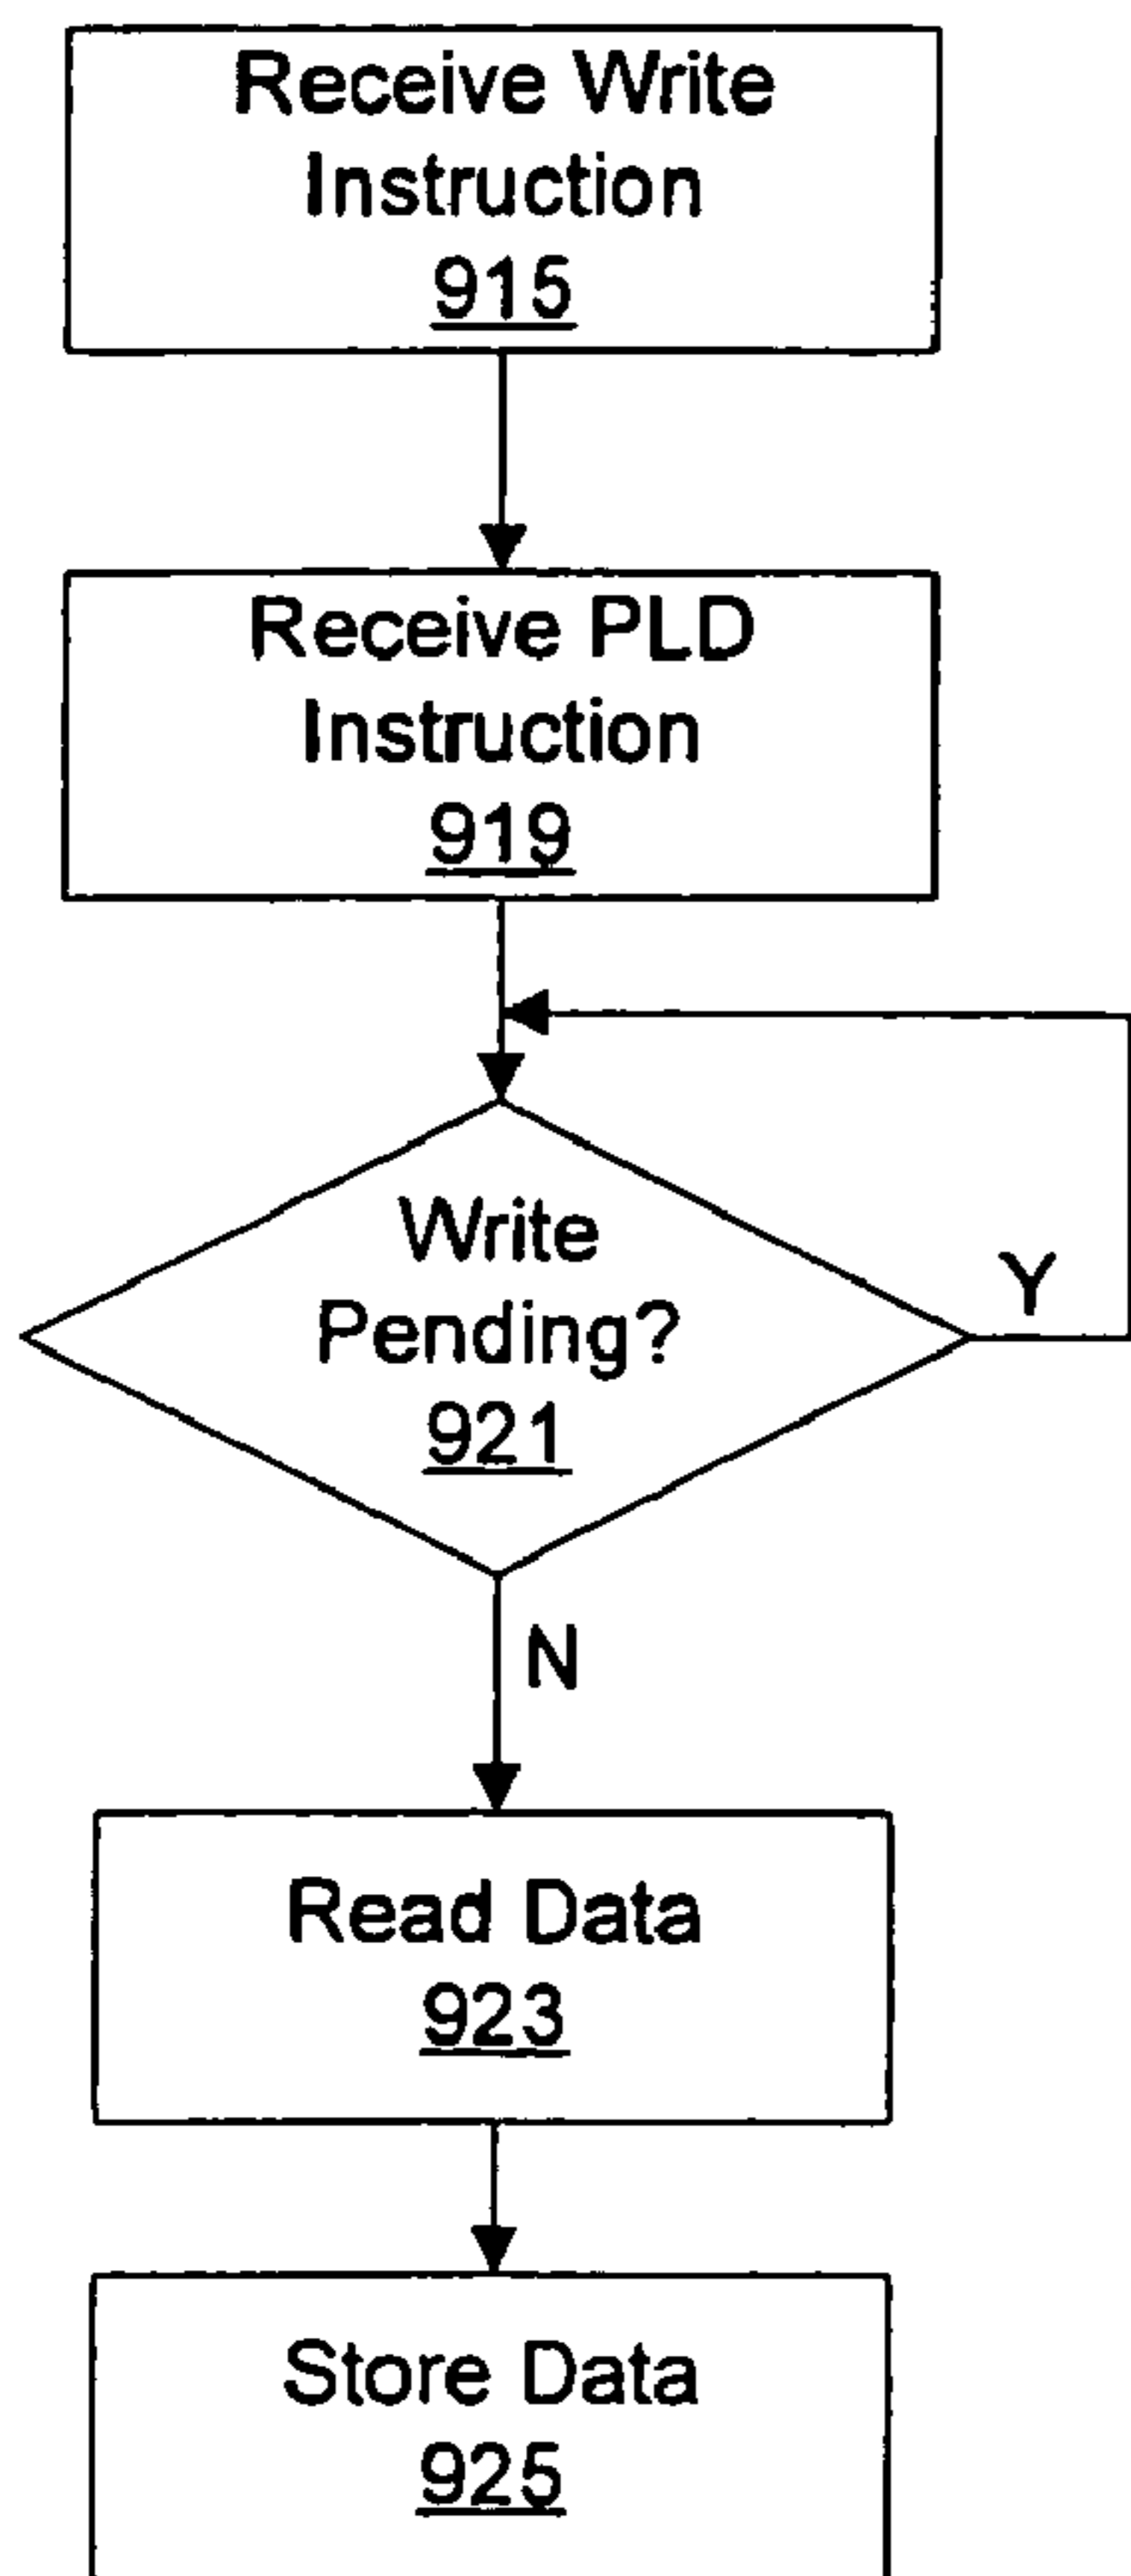 Receive Write
Instruction
915
Receive PLD
Instruction
919
Write
Pending?
921
Y
N
Read Data
923
Store Data
925